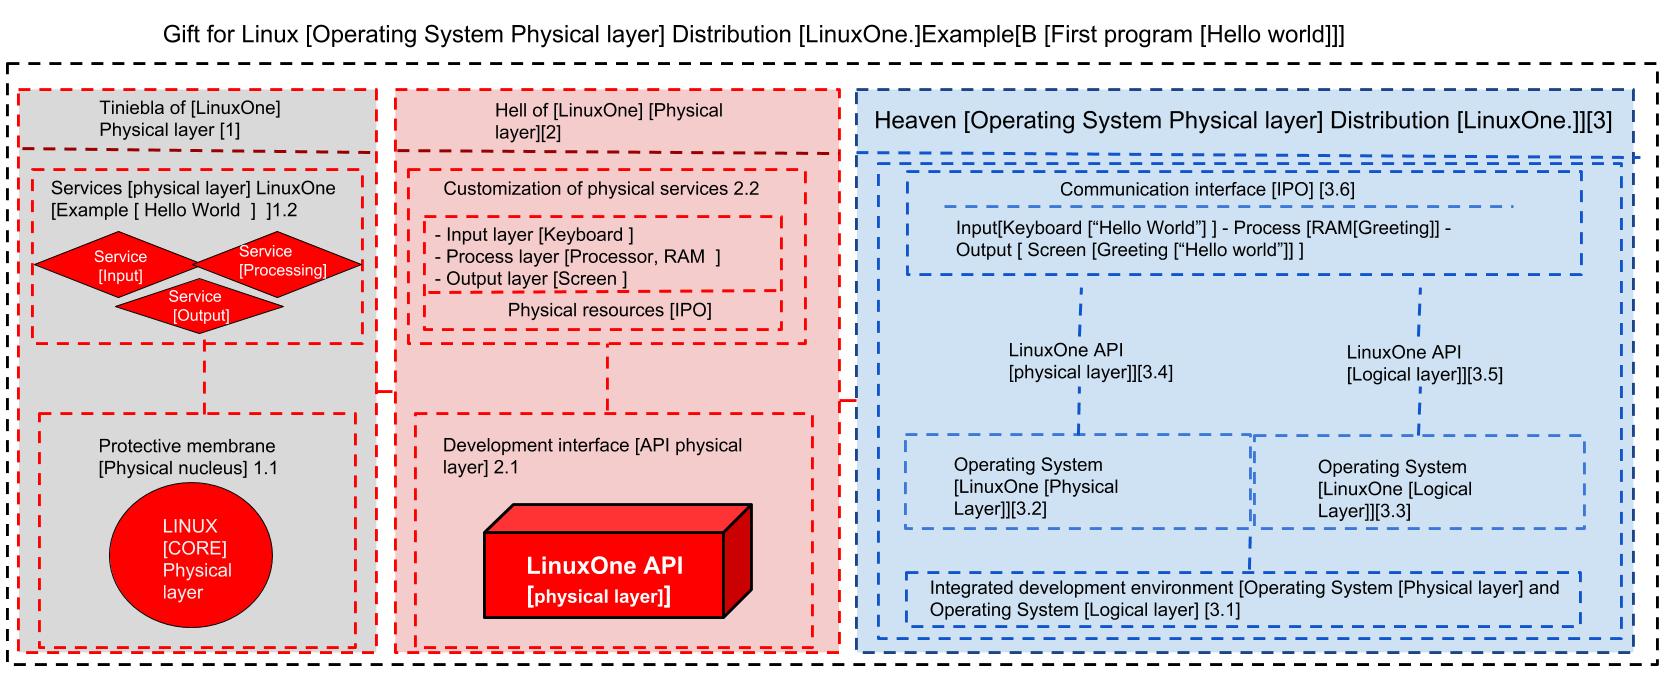 Gift for Linux [Operating System Physical layer] Distribution [LinuxOne.]Example[B [First program [Hello world]]]
Tiniebla of [LinuxOne]
Physical layer [1]
Services [physical layer] LinuxOne
[Example [ Hello World  ]  ]1.2
Service
[Input]
Service
[Processing]
Service
[Output]
Protective membrane
[Physical nucleus] 1.1
LINUX
[CORE]
Physical
layer
Hell of [LinuxOne] [Physical
layer][2]
Customization of physical services 2.2
- Input layer [Keyboard ]
- Process layer [Processor, RAM  ]
- Output layer [Screen ]
Physical resources [IPO]
Development interface [API physical
layer] 2.1
LinuxOne API
[physical layer]]
Heaven [Operating System Physical layer] Distribution [LinuxOne.]][3]
Communication interface [IPO] [3.6]
Input[Keyboard [“Hello World”] ] - Process [RAM[Greeting]] -
Output [ Screen [Greeting [“Hello world”]] ]
LinuxOne API
[physical layer]][3.4]
LinuxOne API
[Logical layer]][3.5]
Operating System
[LinuxOne [Physical
Layer]][3.2]
Operating System
[LinuxOne [Logical
Layer]][3.3]
Integrated development environment [Operating System [Physical layer] and
Operating System [Logical layer] [3.1]